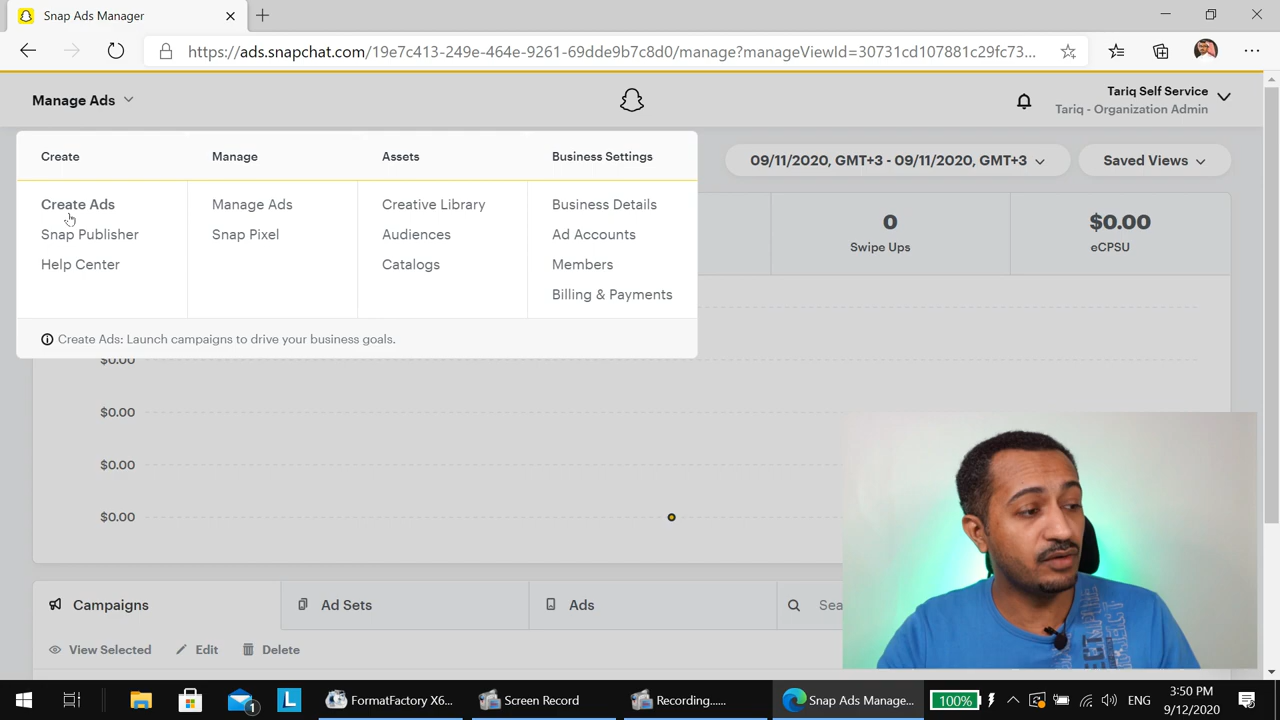 Snap Ads Manager
https://ads.snapchat.com/19e7c413-249e-464e-9261-69dde9b7c8d0/manage?manageViewId=30731cd107881c29fc73...
Manage Ads
Tariq Self Service
Tariq - Organization Admin
Create
Manage
Assets
Business Settings
09/11/2020, GMT+3 - 09/11/2020, GMT+3
Saved Views
Create Ads
Manage Ads
Creative Library
Business Details
Snap Publisher
Snap Pixel
Audiences
Ad Accounts
Help Center
Catalogs
Members
Billing & Payments
0
Swipe Ups
$0.00
eCPSU
Create Ads: Launch campaigns to drive your business goals.
$0.00
$0.00
$0.00
$0.00
Campaigns
Ad Sets
Ads
Sea
View Selected
Edit
Delete
1
FormatFactory X6...
Screen Record
Recording......
Snap Ads Manage...
100%
ENG
3:50 PM
9/12/2020